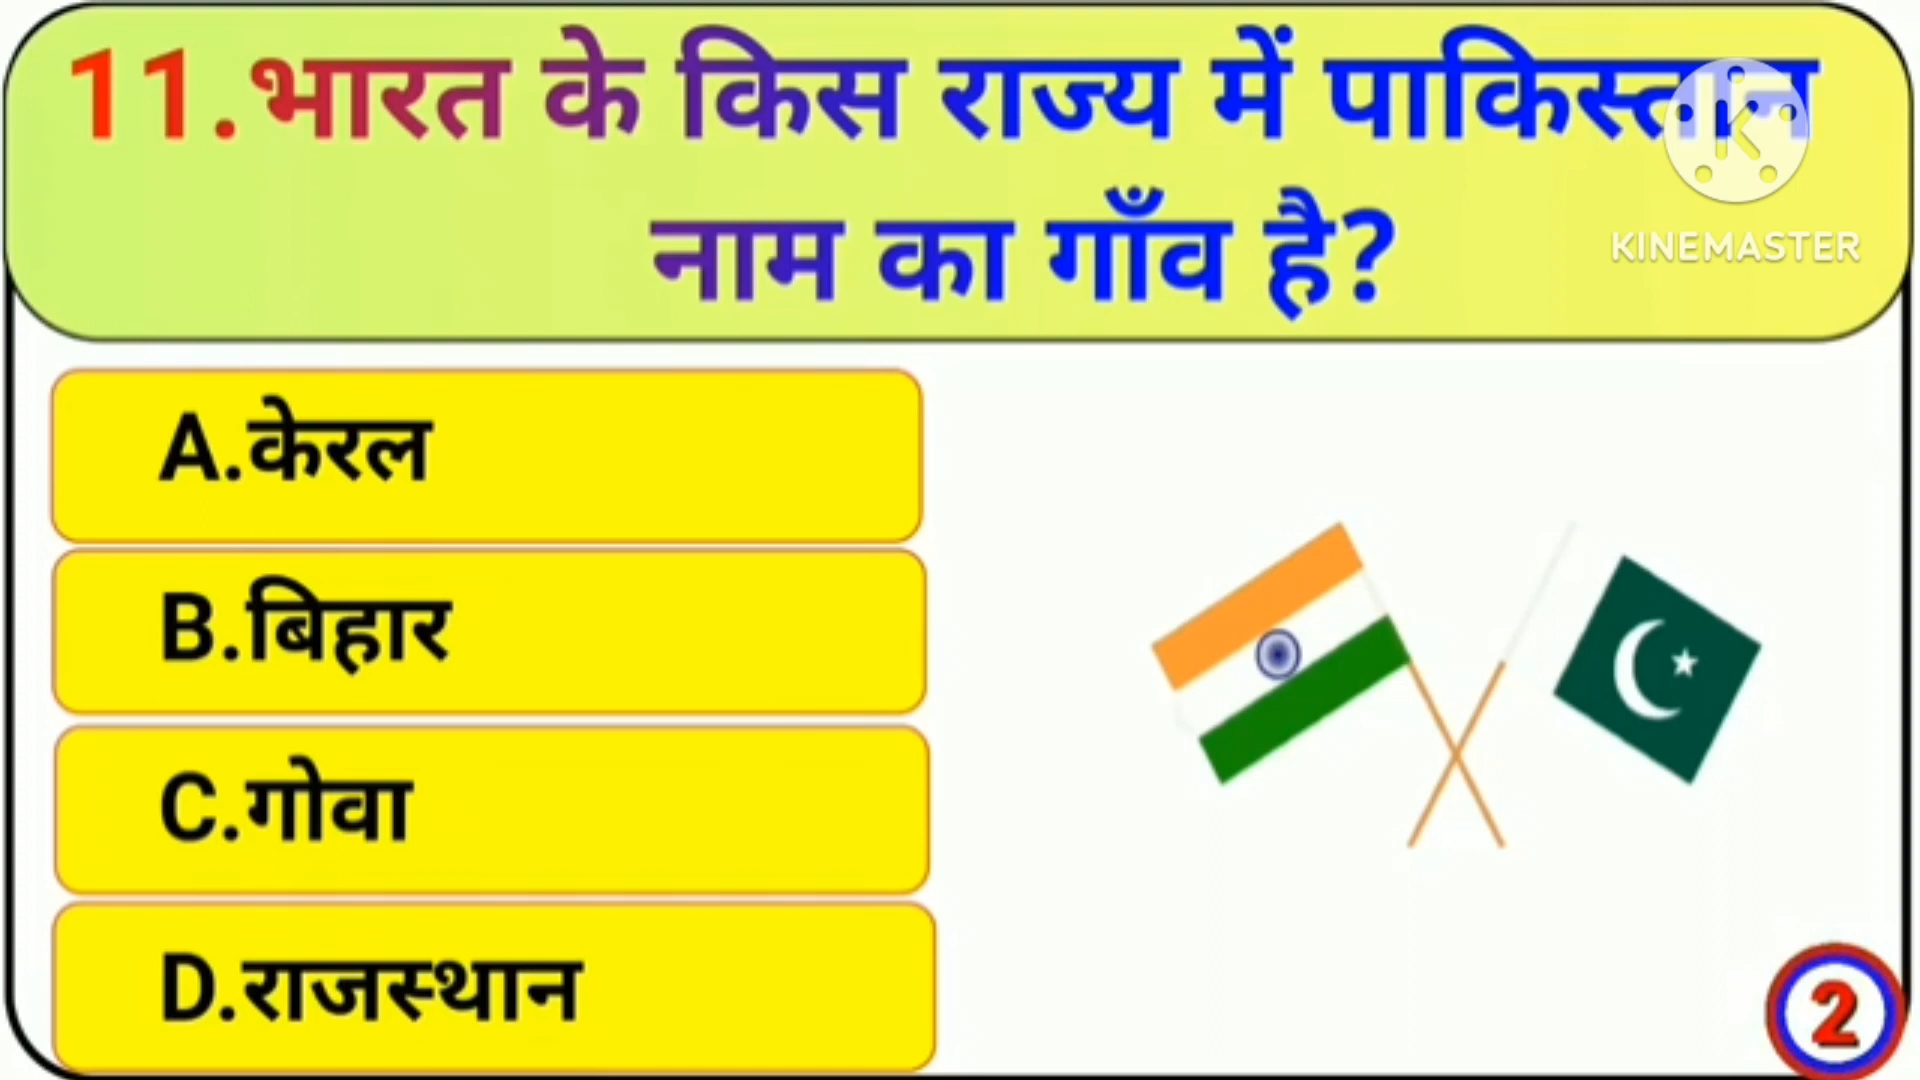 11.भारत के किस राज्य में पाकिस्तान
नाम का गाँव है?
KINEMASTER
A.केरल
B.बिहार
C.गोवा
D.राजस्थान
2